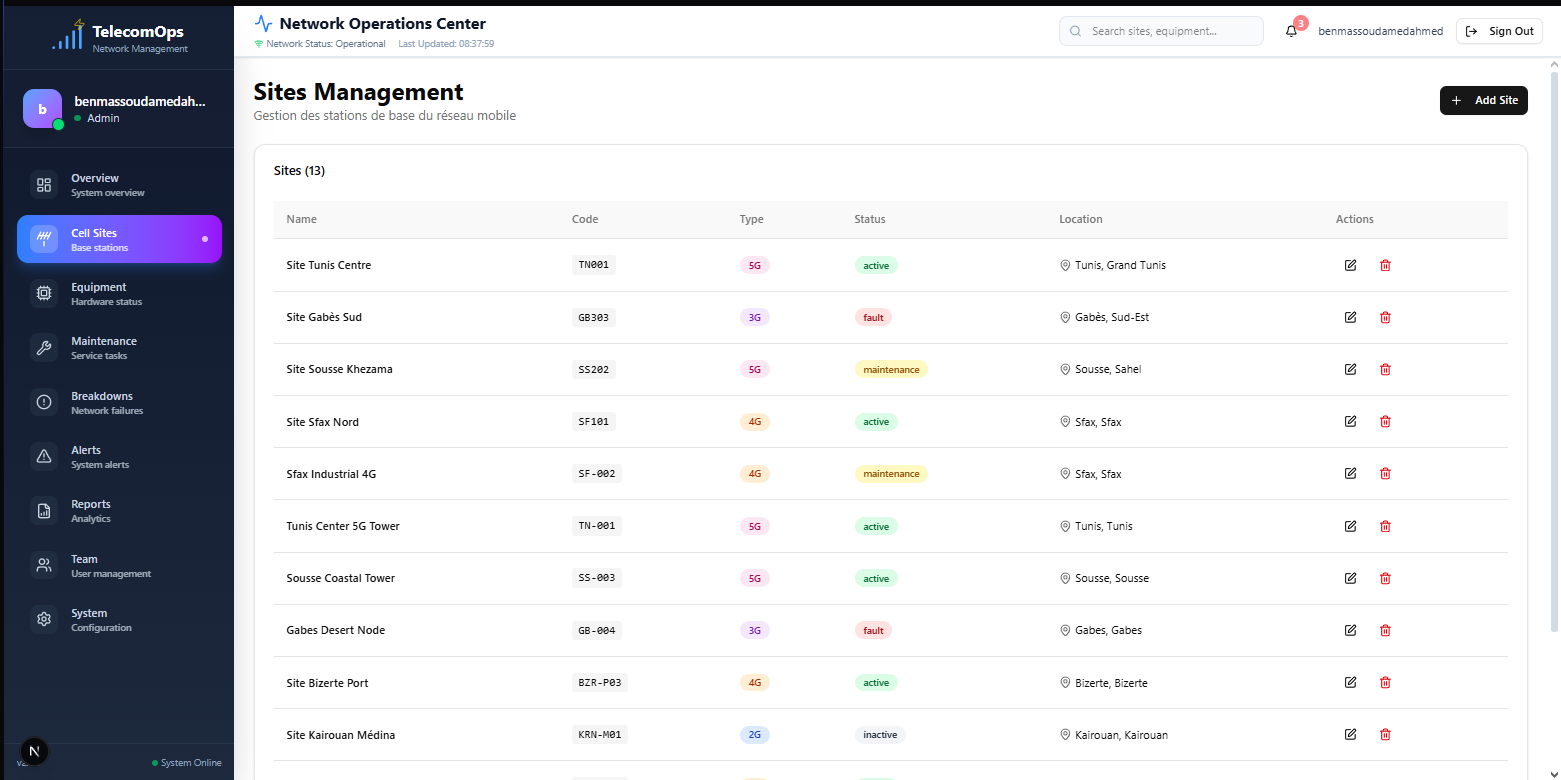 TelecomOps
Network Management
b
benmassoudamedah...
Admin
Overview
System overview
Cell Sites
Base stations
Equipment
Hardware status
Maintenance
Service tasks
Breakdowns
Network failures
Alerts
System alerts
Reports
Analytics
Team
User management
System
Configuration
N
System Online
Network Operations Center
Network Status: Operational Last Updated: 08:37:59
Search sites, equipment...
3
benmassoudamedahmed
Sign Out
Sites Management
Gestion des stations de base du réseau mobile
+ Add Site
Sites (13)
Name Code Type Status Location Actions
Site Tunis Centre TN001 5G active Tunis, Grand Tunis
Site Gabès Sud GB303 3G fault Gabès, Sud-Est
Site Sousse Khezama SS202 5G maintenance Sousse, Sahel
Site Sfax Nord SF101 4G active Sfax, Sfax
Sfax Industrial 4G SF-002 4G maintenance Sfax, Sfax
Tunis Center 5G Tower TN-001 5G active Tunis, Tunis
Sousse Coastal Tower SS-003 5G active Sousse, Sousse
Gabes Desert Node GB-004 3G fault Gabes, Gabes
Site Bizerte Port BZR-P03 4G active Bizerte, Bizerte
Site Kairouan Médina KRN-M01 2G inactive Kairouan, Kairouan